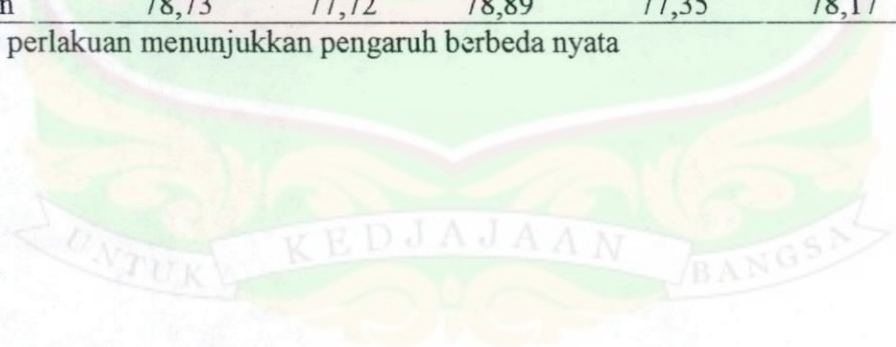 n 78,73 77,72 78,89 77,35 78,17
perlakuan menunjukkan pengaruh berbeda nyata
UNTUK KEDJAJAAN BANGSA